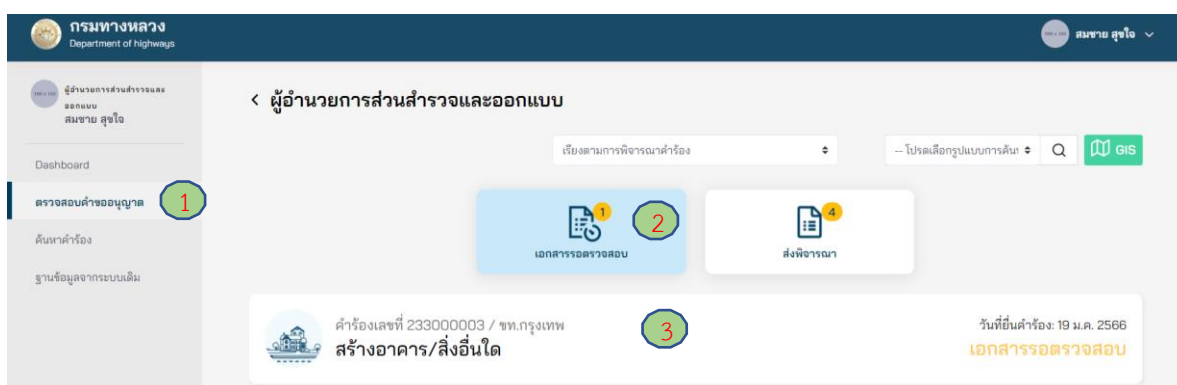 กรมทางหลวง
Department of highways
สมชาย สุขใจ
ผู้อำนวยการส่วนสำรวจและ
ออกแบบ
สมชาย สุขใจ
Dashboard
ตรวจสอบคำขออนุญาต 1
ค้นหาคำร้อง
ฐานข้อมูลจากระบบเดิม
< ผู้อำนวยการส่วนสำรวจและออกแบบ
เรียงตามการพิจารณาคำร้อง
-- โปรดเลือกรูปแบบการค้นห
GIS
1
2
เอกสารรอตรวจสอบ
4
ส่งพิจารณา
คำร้องเลขที่ 233000003 / ขท.กรุงเทพ
สร้างอาคาร/สิ่งอื่นใด
3
วันที่ยื่นคำร้อง: 19 ม.ค. 2566
เอกสารรอตรวจสอบ